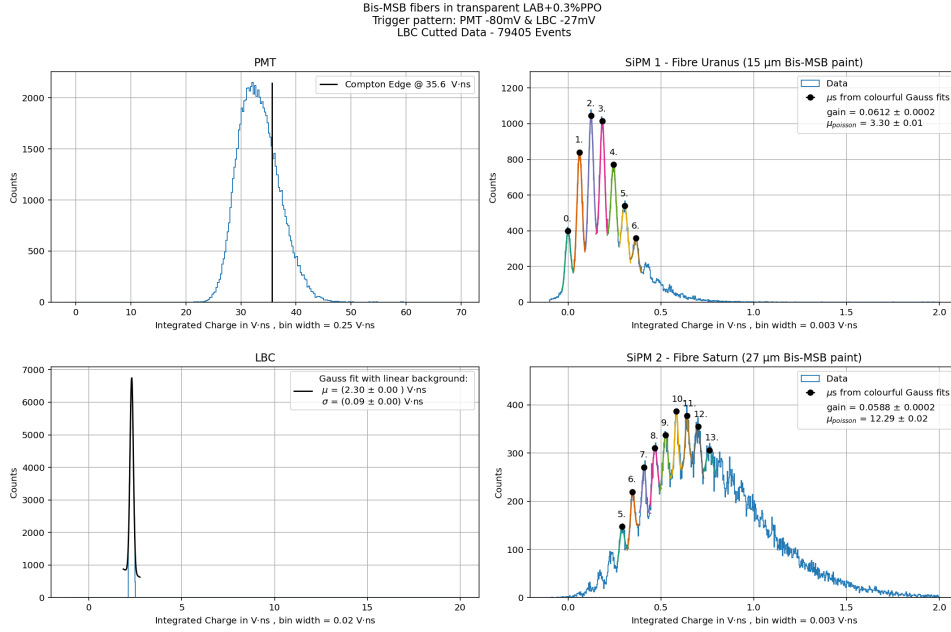 Bis-MSB fibers in transparent LAB+0.3%PPO
Trigger pattern: PMT -80mV & LBC -27mV
LBC Cutted Data - 79405 Events
PMT
Compton Edge @ 35.6 V·ns
Counts
2000
1500
1000
500
0
0 10 20 30 40 50 60 70
Integrated Charge in V·ns , bin width = 0.25 V·ns
SiPM 1 - Fibre Uranus (15 μm Bis-MSB paint)
Data
μs from colourful Gauss fits
gain = 0.0612 ± 0.0002
μpoisson = 3.30 ± 0.01
0. 1. 2. 3. 4. 5. 6.
Counts
1200
1000
800
600
400
200
0
0.0 0.5 1.0 1.5 2.0
Integrated Charge in V·ns , bin width = 0.003 V·ns
LBC
Gauss fit with linear background:
μ = (2.30 ± 0.00 ) V·ns
σ = (0.09 ± 0.00) V·ns
Counts
7000
6000
5000
4000
3000
2000
1000
0
0 5 10 15 20
Integrated Charge in V·ns , bin width = 0.02 V·ns
SiPM 2 - Fibre Saturn (27 μm Bis-MSB paint)
Data
μs from colourful Gauss fits
gain = 0.0588 ± 0.0002
μpoisson = 12.29 ± 0.02
5. 6. 7. 8. 9. 10. 11. 12. 13.
Counts
400
300
200
100
0
0.0 0.5 1.0 1.5 2.0
Integrated Charge in V·ns , bin width = 0.003 V·ns